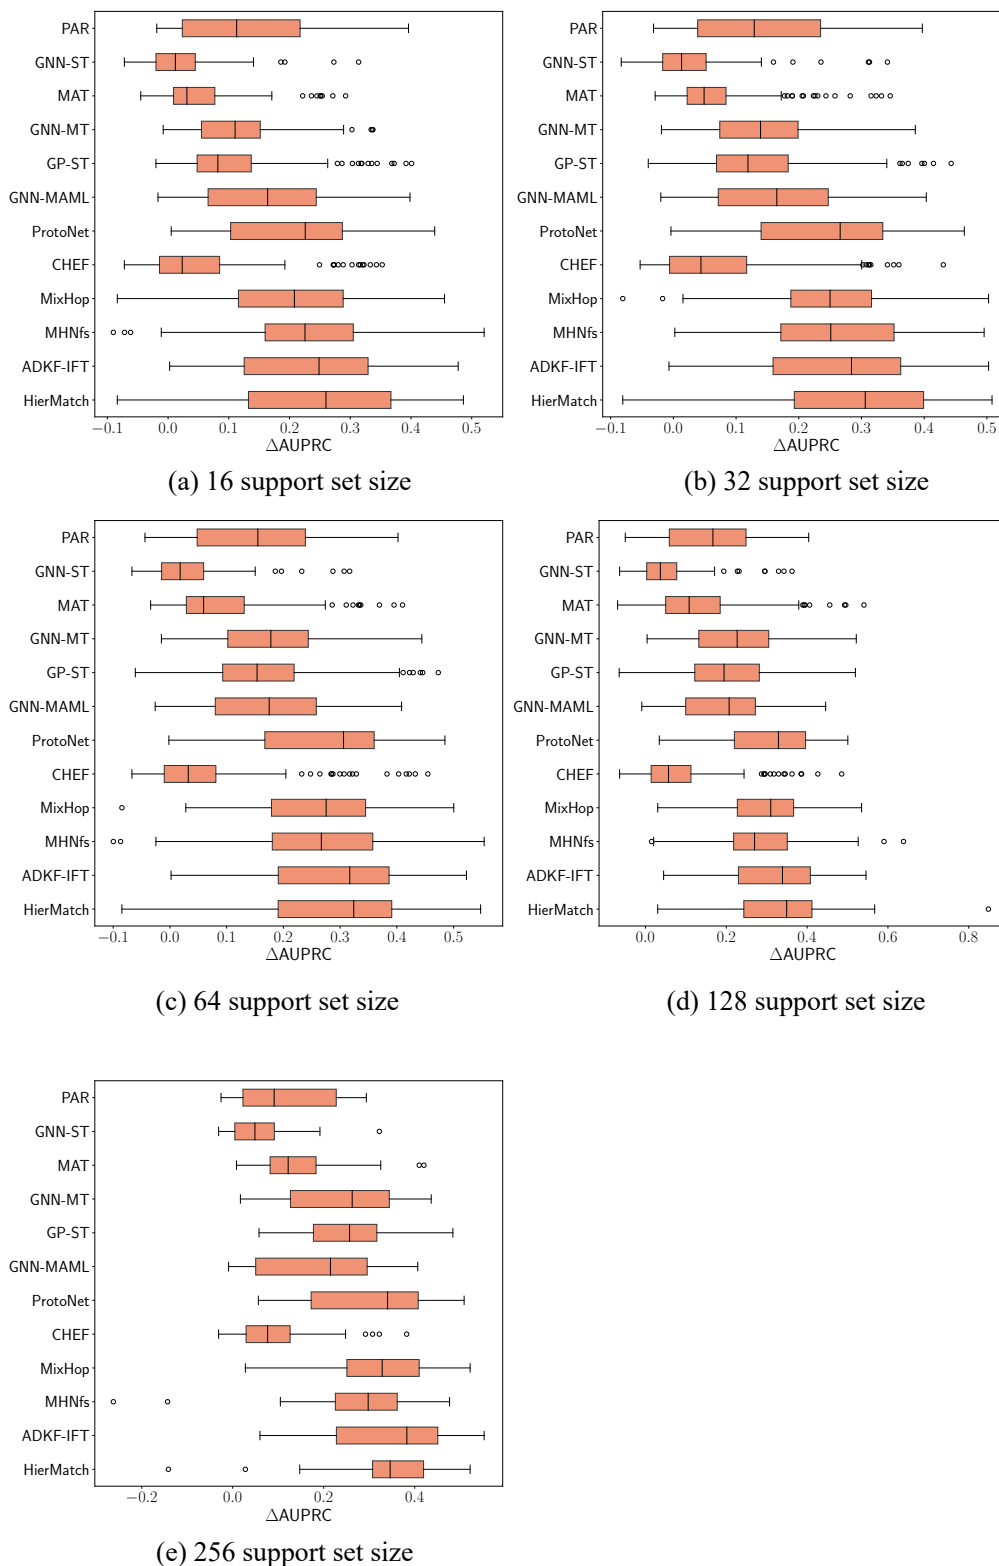 PAR
GNN-ST
MAT
GNN-MT
GP-ST
GNN-MAML
ProtoNet
CHEF
MixHop
MHNfs
ADKF-IFT
HierMatch
−0.1 0.0 0.1 0.2 0.3 0.4 0.5
ΔAUPRC
(a) 16 support set size
PAR
GNN-ST
MAT
GNN-MT
GP-ST
GNN-MAML
ProtoNet
CHEF
MixHop
MHNfs
ADKF-IFT
HierMatch
−0.1 0.0 0.1 0.2 0.3 0.4 0.5
ΔAUPRC
(b) 32 support set size
PAR
GNN-ST
MAT
GNN-MT
GP-ST
GNN-MAML
ProtoNet
CHEF
MixHop
MHNfs
ADKF-IFT
HierMatch
−0.1 0.0 0.1 0.2 0.3 0.4 0.5
ΔAUPRC
(c) 64 support set size
PAR
GNN-ST
MAT
GNN-MT
GP-ST
GNN-MAML
ProtoNet
CHEF
MixHop
MHNfs
ADKF-IFT
HierMatch
0.0 0.2 0.4 0.6 0.8
ΔAUPRC
(d) 128 support set size
PAR
GNN-ST
MAT
GNN-MT
GP-ST
GNN-MAML
ProtoNet
CHEF
MixHop
MHNfs
ADKF-IFT
HierMatch
−0.2 0.0 0.2 0.4
ΔAUPRC
(e) 256 support set size